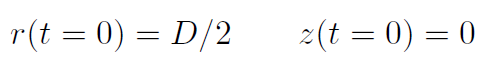 r(t = 0) = D/2 z(t = 0) = 0